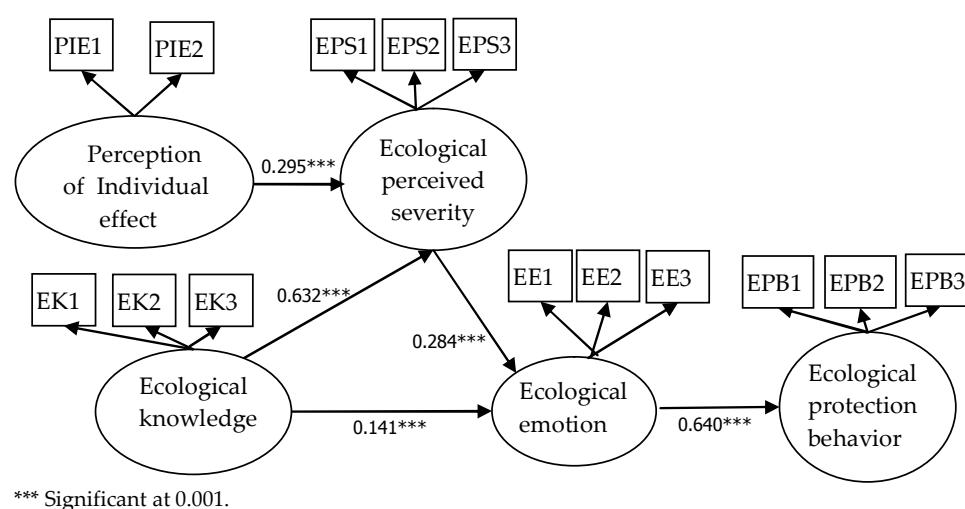 PIE1
PIE2
EPS1
EPS2
EPS3
Perception
of Individual
effect
0.295***
Ecological
perceived
severity
EK1
EK2
EK3
0.632***
EE1
EE2
EE3
EPB1
EPB2
EPB3
0.284***
Ecological
knowledge
0.141***
Ecological
emotion
0.640***
Ecological
protection
behavior
*** Significant at 0.001.